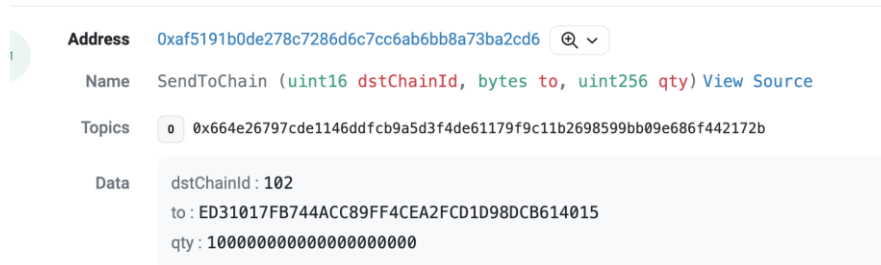 Address 0xaf5191b0de278c7286d6c7cc6ab6bb8a73ba2cd6
1
Name SendToChain (uint16 dstChainId, bytes to, uint256 qty) View Source
Topics 0 0x664e26797cde1146ddfcb9a5d3f4de61179f9c11b2698599bb09e686f442172b
Data dstChainId : 102
to : ED31017FB744ACC89FF4CEA2FCD1D98DCB614015
qty : 100000000000000000000